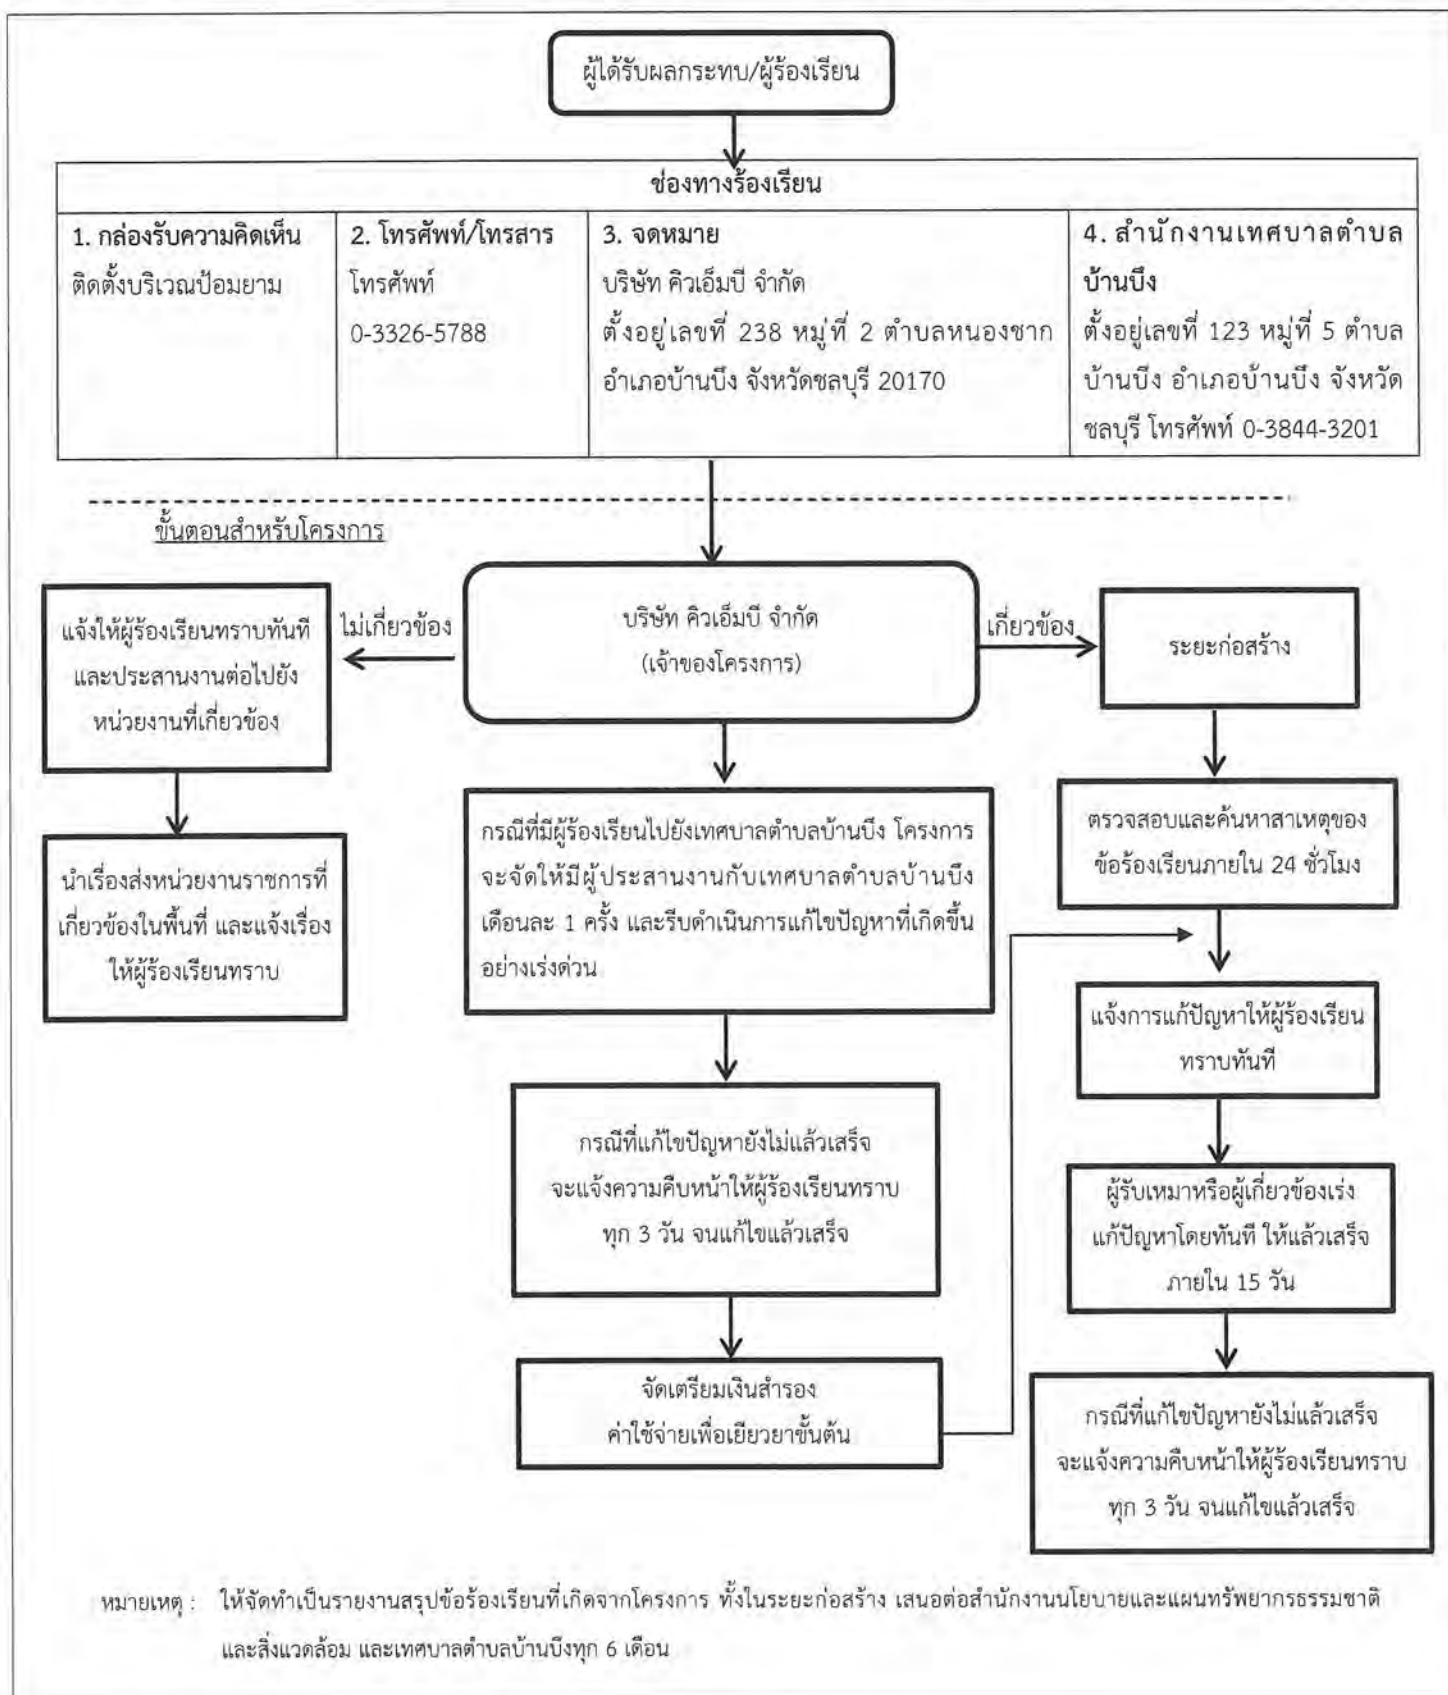 ผู้ได้รับผลกระทบ/ผู้ร้องเรียน
ช่องทางร้องเรียน
1. กล่องรับความคิดเห็น
ติดตั้งบริเวณป้อมยาม
2. โทรศัพท์/โทรสาร
โทรศัพท์
0-3326-5788
3. จดหมาย
บริษัท คิวเอ็มบี จำกัด
ตั้งอยู่เลขที่ 238 หมู่ที่ 2 ตำบลหนองชาก
อำเภอบ้านบึง จังหวัดชลบุรี 20170
4. สำนักงานเทศบาลตำบล
บ้านบึง
ตั้งอยู่เลขที่ 123 หมู่ที่ 5 ตำบล
บ้านบึง อำเภอบ้านบึง จังหวัด
ชลบุรี โทรศัพท์ 0-3844-3201
ขั้นตอนสำหรับโครงการ
แจ้งให้ผู้ร้องเรียนทราบทันที
และประสานงานต่อไปยัง
หน่วยงานที่เกี่ยวข้อง
ไม่เกี่ยวข้อง
บริษัท คิวเอ็มบี จำกัด
(เจ้าของโครงการ)
เกี่ยวข้อง
ระยะก่อสร้าง
นำเรื่องส่งหน่วยงานราชการที่
เกี่ยวข้องในพื้นที่ และแจ้งเรื่อง
ให้ผู้ร้องเรียนทราบ
กรณีที่มีผู้ร้องเรียนไปยังเทศบาลตำบลบ้านบึง โครงการ
จะจัดให้มีผู้ประสานงานกับเทศบาลตำบลบ้านบึง
เดือนละ 1 ครั้ง และรีบดำเนินการแก้ไขปัญหาที่เกิดขึ้น
อย่างเร่งด่วน
กรณีที่แก้ไขปัญหายังไม่แล้วเสร็จ
จะแจ้งความคืบหน้าให้ผู้ร้องเรียนทราบ
ทุก 3 วัน จนแก้ไขแล้วเสร็จ
จัดเตรียมเงินสำรอง
ค่าใช้จ่ายเพื่อเยียวยาขั้นต้น
ตรวจสอบและค้นหาสาเหตุของ
ข้อร้องเรียนภายใน 24 ชั่วโมง
แจ้งการแก้ปัญหาให้ผู้ร้องเรียน
ทราบทันที
ผู้รับเหมาหรือผู้เกี่ยวข้องเร่ง
แก้ปัญหาโดยทันที ให้แล้วเสร็จ
ภายใน 15 วัน
กรณีที่แก้ไขปัญหายังไม่แล้วเสร็จ
จะแจ้งความคืบหน้าให้ผู้ร้องเรียนทราบ
ทุก 3 วัน จนแก้ไขแล้วเสร็จ
หมายเหตุ : ให้จัดทำเป็นรายงานสรุปข้อร้องเรียนที่เกิดจากโครงการ ทั้งในระยะก่อสร้าง เสนอต่อสำนักงานนโยบายและแผนทรัพยากรธรรมชาติ
และสิ่งแวดล้อม และเทศบาลตำบลบ้านบึงทุก 6 เดือน